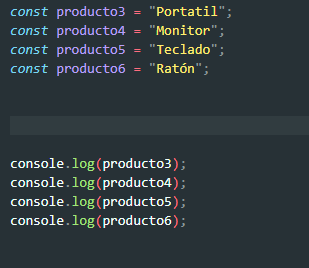 const producto3 = "Portatil";
const producto4 = "Monitor";
const producto5 = "Teclado";
const producto6 = "Ratón";
console.log(producto3);
console.log(producto4);
console.log(producto5);
console.log(producto6);